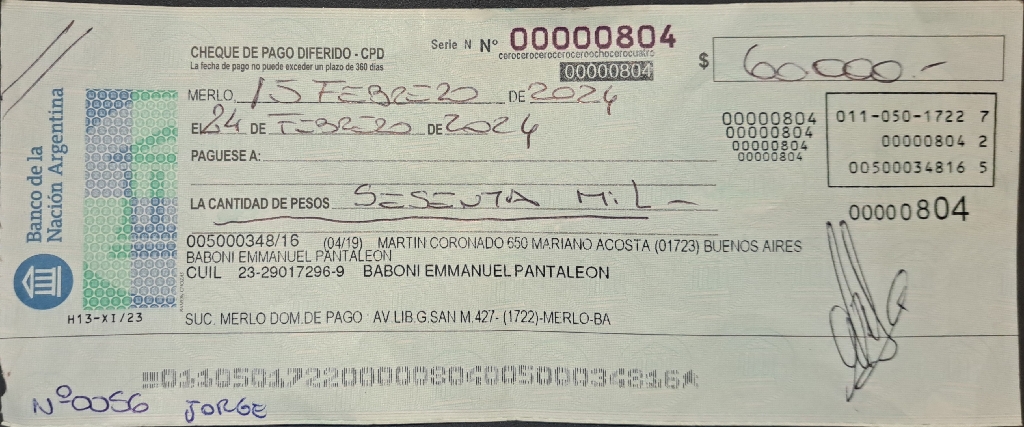 CHEQUE DE PAGO DIFERIDO - CPD
La fecha de pago no puede exceder un plazo de 360 días
Serie N Nº 00000804
ceroceroceroceroceroochocerocuatro
00000804
$ 60000.-
MERLO, 15 FEBRERO DE 2024
El 24 DE FEBRERO DE 2024
PAGUESE A:
LA CANTIDAD DE PESOS SESENTA MIL -
00000804
00000804
00000804
00000804
011-050-1722 7
00000804 2
00500034816 5
00000804
005000348/16 (04/19) MARTIN CORONADO 650 MARIANO ACOSTA (01723) BUENOS AIRES
BABONI EMMANUEL PANTALEON
CUIL 23-29017296-9 BABONI EMMANUEL PANTALEON
SUC. MERLO DOM.DE PAGO : AV LIB.G.SAN M.427- (1722)-MERLO-BA
Banco de la
Nación Argentina
H13-XI/23
01105017220000080400500034816
Nº0056 JORGE